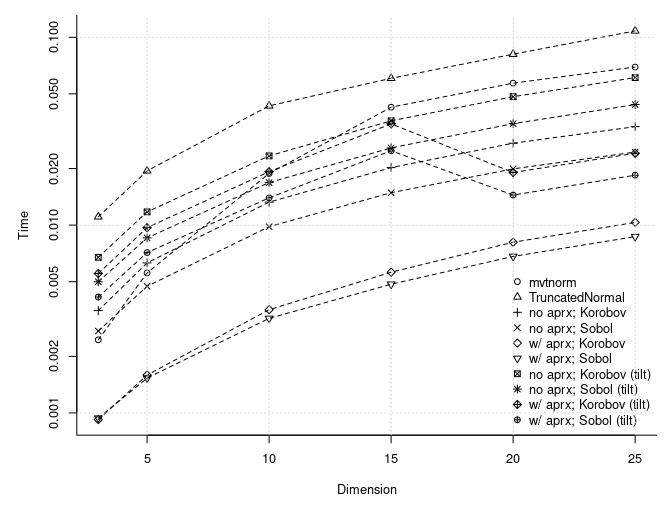 0.100
0.050
0.020
0.010
0.005
0.002
0.001
Time
5
10
15
20
25
Dimension
mvtnorm
TruncatedNormal
no aprx; Korobov
no aprx; Sobol
w/ aprx; Korobov
w/ aprx; Sobol
no aprx; Korobov (tilt)
no aprx; Sobol (tilt)
w/ aprx; Korobov (tilt)
w/ aprx; Sobol (tilt)